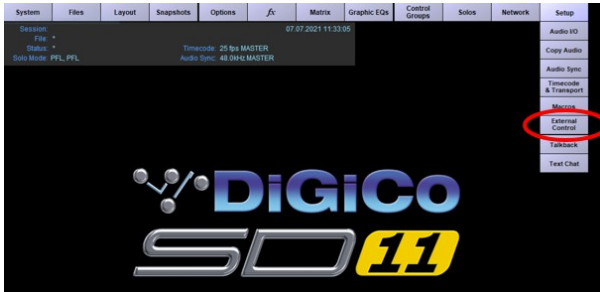 System Files Layout Snapshots Options fx Matrix Graphic EQs Control Groups Solos Network Setup
Session: 07.07.2021 11:33:05
File: *
Status: * Timecode: 25 fps MASTER
Solo Mode: PFL, PFL Audio Sync: 48.0kHz MASTER
Audio I/O
Copy Audio
Audio Sync
Timecode
& Transport
Macros
External
Control
Talkback
Text Chat
DiGiCo
SD11